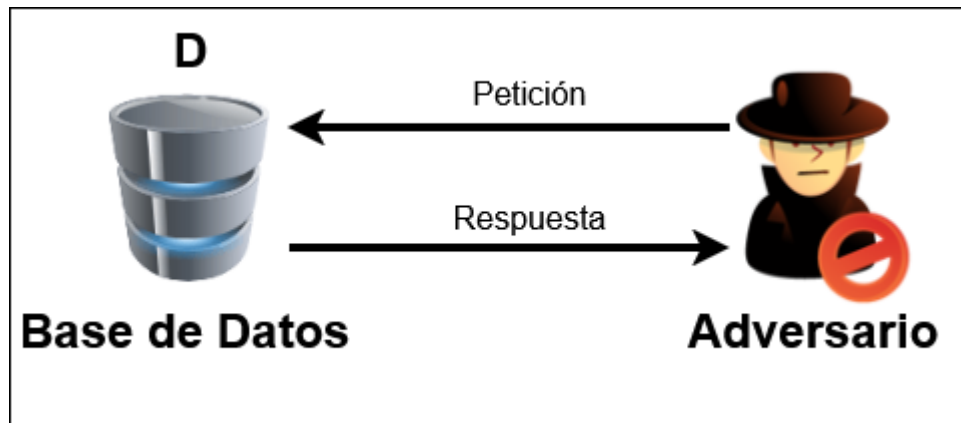 D
Petición
Respuesta
Base de Datos
Adversario